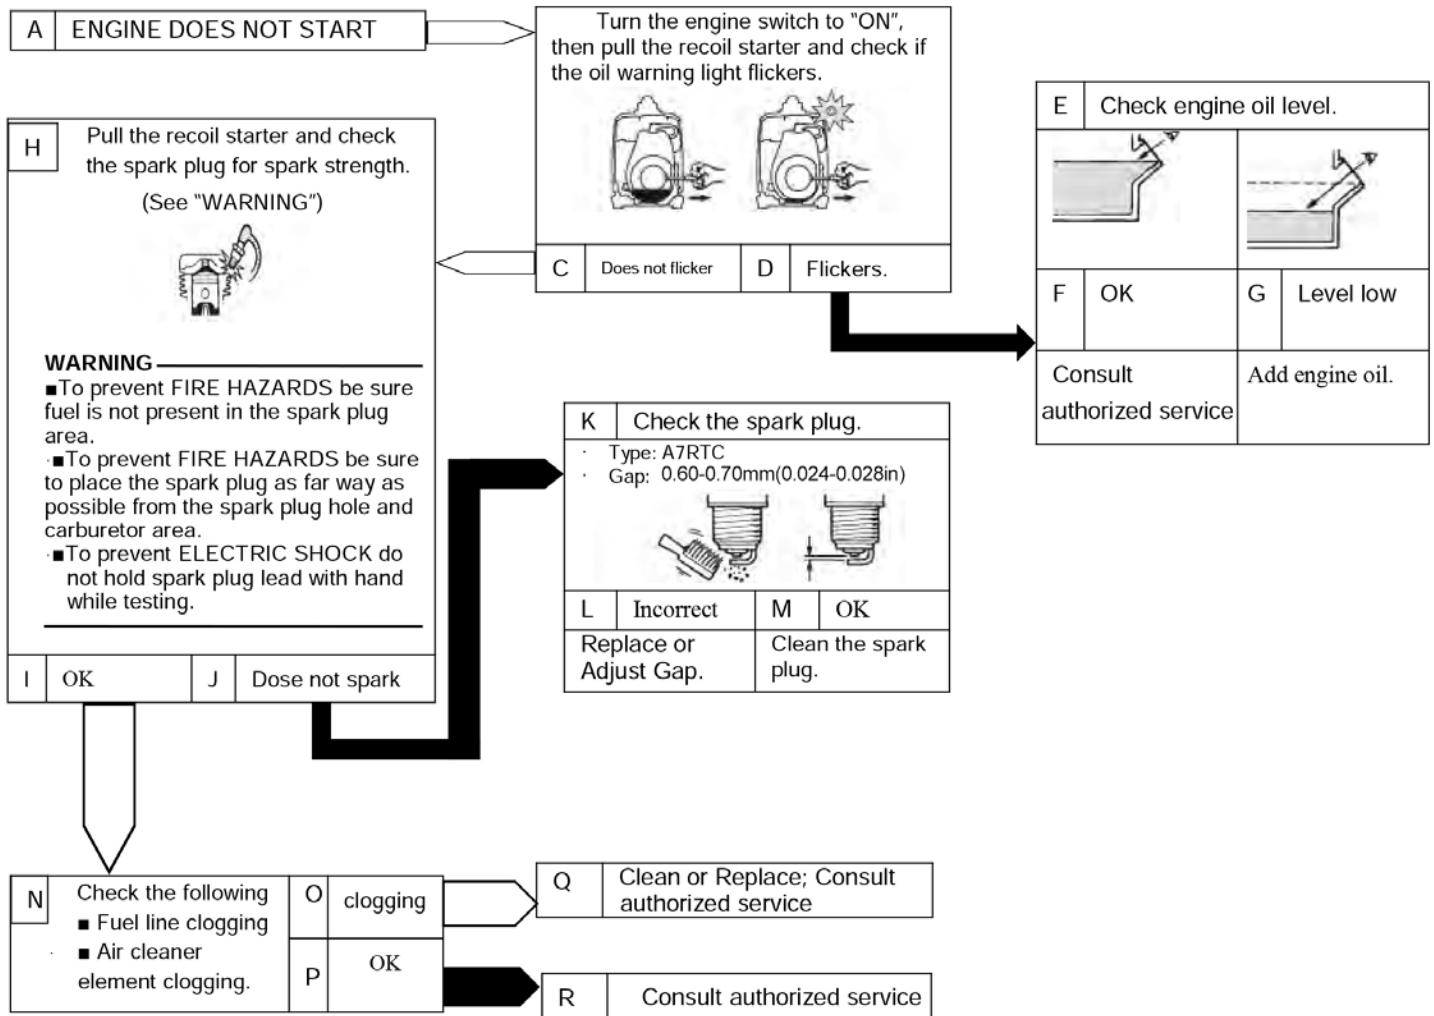 A ENGINE DOES NOT START
Turn the engine switch to “ON”,
then pull the recoil starter and check if
the oil warning light flickers.
C Does not flicker D Flickers.
E Check engine oil level.
F OK G Level low
Consult
authorized service
Add engine oil.
H Pull the recoil starter and check
the spark plug for spark strength.
(See “WARNING”)
WARNING
■To prevent FIRE HAZARDS be sure
fuel is not present in the spark plug
area.
·■To prevent FIRE HAZARDS be sure
to place the spark plug as far way as
possible from the spark plug hole and
carburetor area.
·■To prevent ELECTRIC SHOCK do
not hold spark plug lead with hand
while testing.
I OK J Dose not spark
K Check the spark plug.
· Type: A7RTC
· Gap: 0.60-0.70mm(0.024-0.028in)
L Incorrect M OK
Replace or
Adjust Gap.
Clean the spark
plug.
N Check the following
■ Fuel line clogging
· ■ Air cleaner
element clogging.
O clogging
P OK
Q Clean or Replace; Consult
authorized service
R Consult authorized service